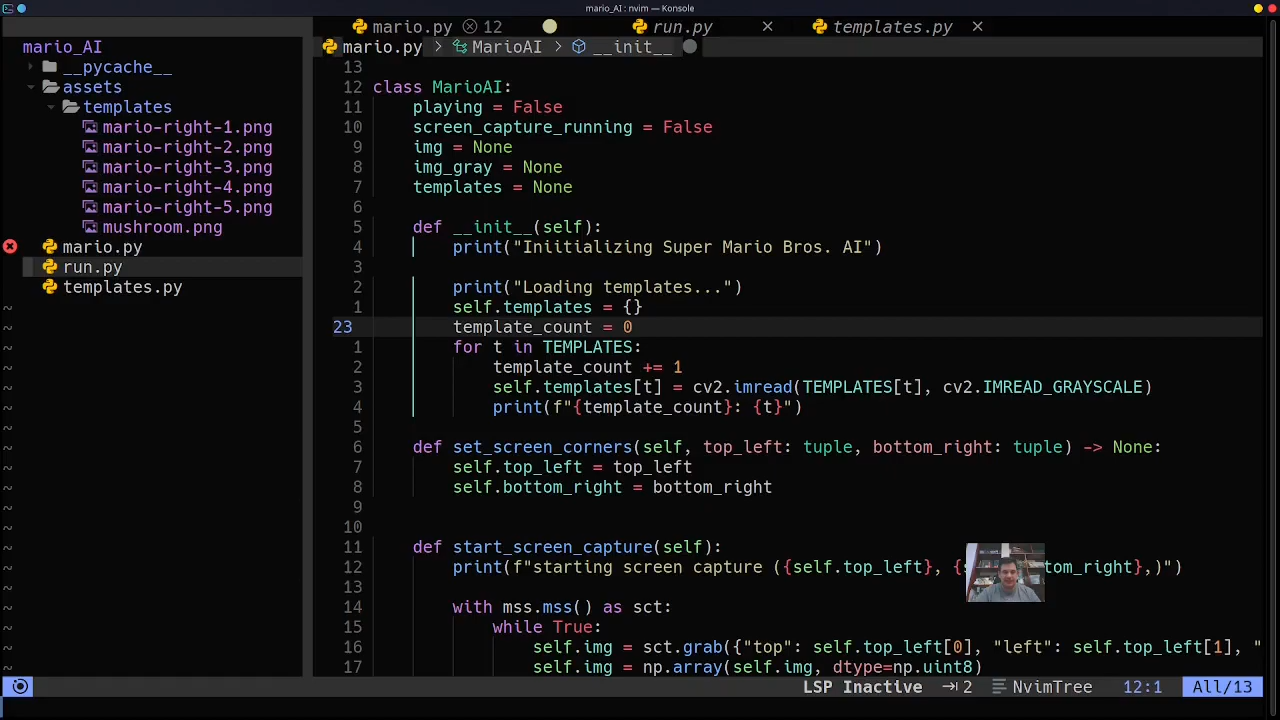 mario_AI : nvim — Konsole
mario.py 12 run.py templates.py
mario.py > MarioAI > __init__
mario_AI
__pycache__
assets
templates
mario-right-1.png
mario-right-2.png
mario-right-3.png
mario-right-4.png
mario-right-5.png
mushroom.png
mario.py
run.py
templates.py
13
12 class MarioAI:
11 playing = False
10 screen_capture_running = False
9 img = None
8 img_gray = None
7 templates = None
6
5 def __init__(self):
4 print("Iniitializing Super Mario Bros. AI")
3
2 print("Loading templates...")
1 self.templates = {}
23 template_count = 0
1 for t in TEMPLATES:
2 template_count += 1
3 self.templates[t] = cv2.imread(TEMPLATES[t], cv2.IMREAD_GRAYSCALE)
4 print(f"{template_count}: {t}")
5
6 def set_screen_corners(self, top_left: tuple, bottom_right: tuple) -> None:
7 self.top_left = top_left
8 self.bottom_right = bottom_right
9
10
11 def start_screen_capture(self):
12 print(f"starting screen capture ({self.top_left}, {s ttom_right},)")
13
14 with mss.mss() as sct:
15 while True:
16 self.img = sct.grab({"top": self.top_left[0], "left": self.top_left[1], "
17 self.img = np.array(self.img, dtype=np.uint8)
LSP Inactive 2 NvimTree 12:1 All/13